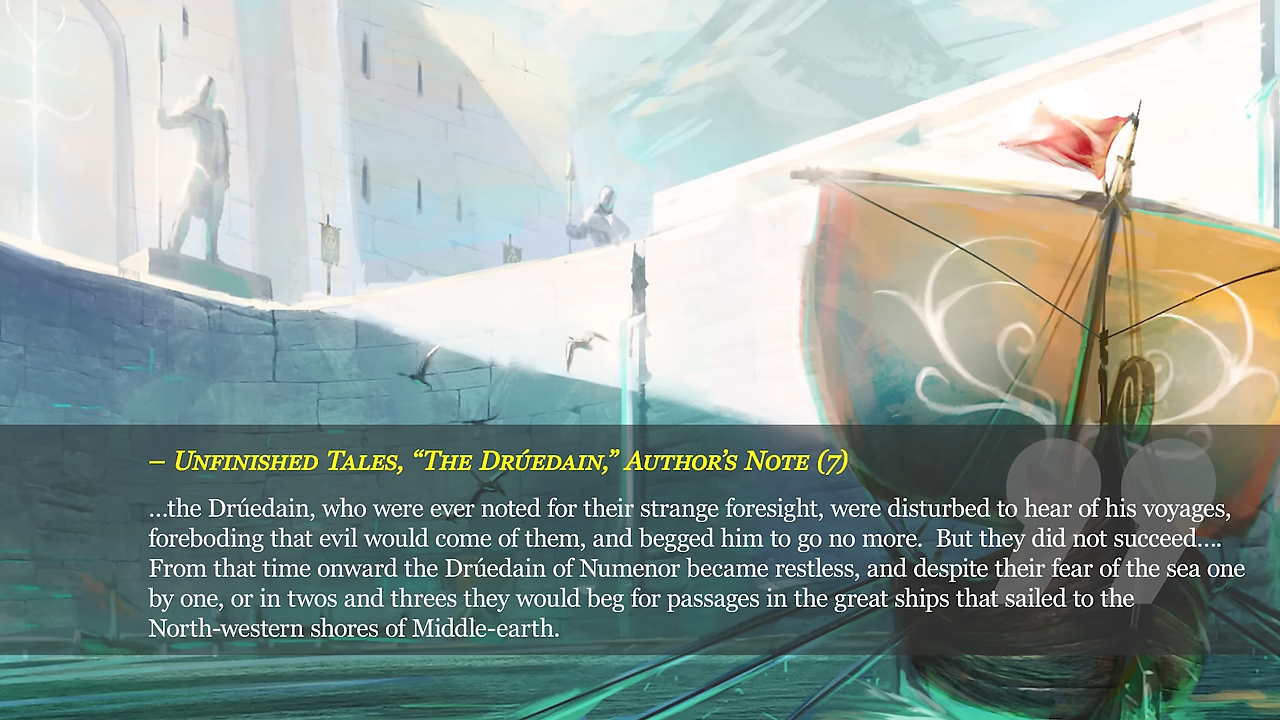 – Unfinished Tales, “The Drúedain,” Author’s Note (7)
…the Drúedain, who were ever noted for their strange foresight, were disturbed to hear of his voyages,
foreboding that evil would come of them, and begged him to go no more.  But they did not succeed….
From that time onward the Drúedain of Numenor became restless, and despite their fear of the sea one
by one, or in twos and threes they would beg for passages in the great ships that sailed to the
North-western shores of Middle-earth.